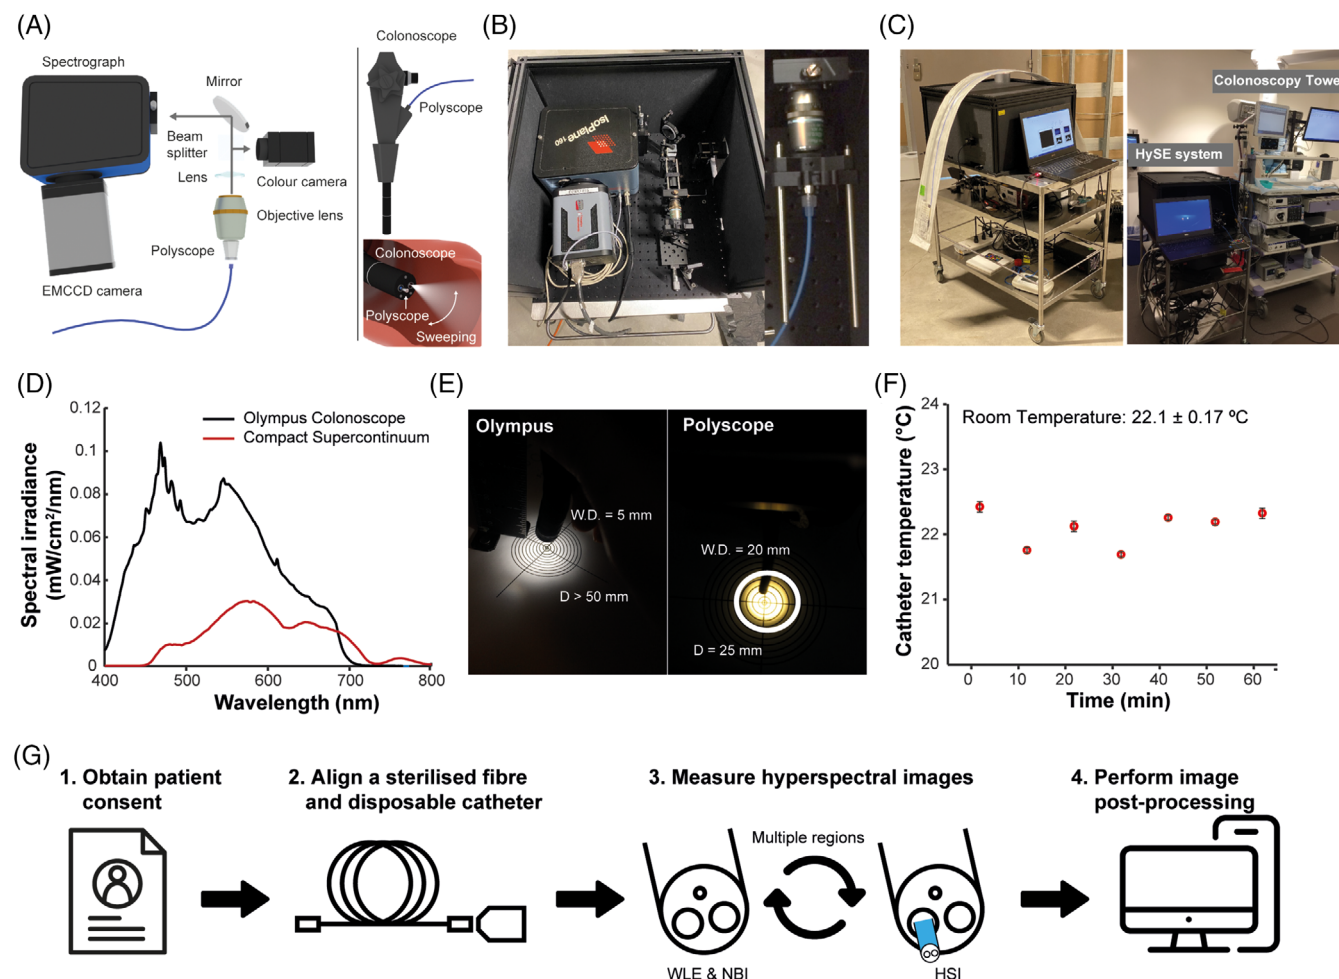 (A)
Spectrograph
Mirror
Beam
splitter
Lens
Colour camera
Objective lens
Polyscope
EMCCD camera
Colonoscope
Polyscope
Colonoscope
Polyscope
Sweeping
(B)
IsoPlane 160
(C)
Colonoscopy Towe
HySE system
(D)
Spectral irradiance
(mW/cm²/nm)
0.12
0.1
0.08
0.06
0.04
0.02
0
Olympus Colonoscope
Compact Supercontinuum
400
500
600
700
800
Wavelength (nm)
(E)
Olympus
W.D. = 5 mm
D > 50 mm
Polyscope
W.D. = 20 mm
D = 25 mm
(F)
Catheter temperature (°C)
24
23
22
21
20
Room Temperature: 22.1 ± 0.17 ºC
0
10
20
30
40
50
60
Time (min)
(G)
1. Obtain patient
consent
2. Align a sterilised fibre
and disposable catheter
3. Measure hyperspectral images
Multiple regions
WLE & NBI
HSI
4. Perform image
post-processing